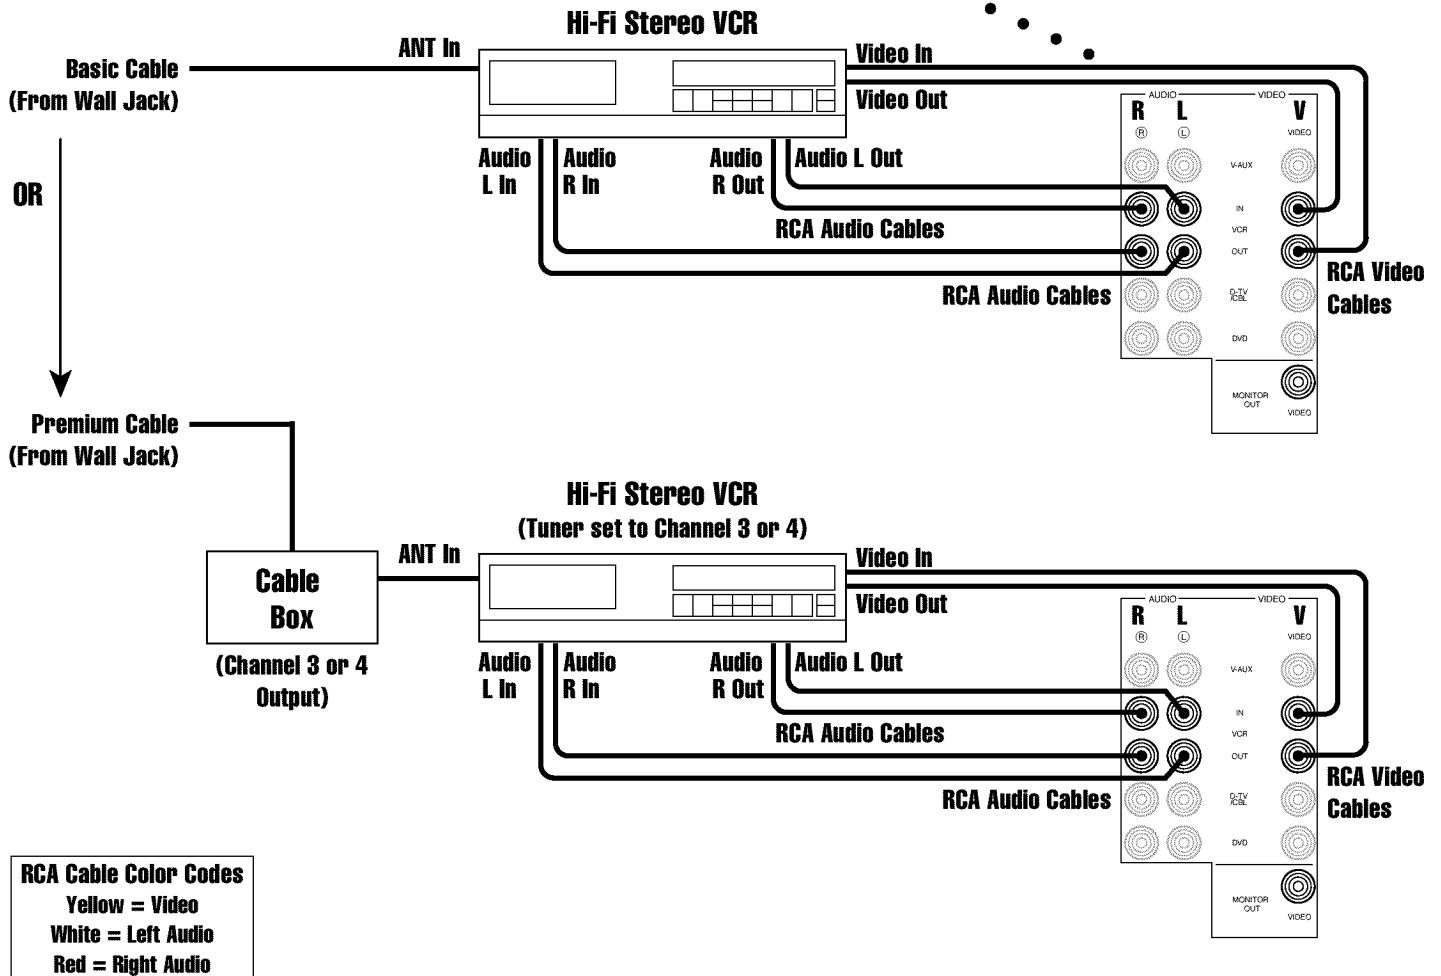 Hi-Fi Stereo VCR
ANT In
Basic Cable
(From Wall Jack)
Video In
Video Out
Audio
L In
Audio
R In
Audio
R Out
Audio L Out
RCA Audio Cables
RCA Audio Cables
AUDIO
VIDEO
R
L
V
R
L
VIDEO
V-AUX
IN
VCR
OUT
D-TV
/CBL
DVD
MONITOR
OUT
VIDEO
RCA Video
Cables
OR
Premium Cable
(From Wall Jack)
Hi-Fi Stereo VCR
(Tuner set to Channel 3 or 4)
Cable
Box
(Channel 3 or 4
Output)
ANT In
Video In
Video Out
Audio
L In
Audio
R In
Audio
R Out
Audio L Out
RCA Audio Cables
RCA Audio Cables
AUDIO
VIDEO
R
L
V
R
L
VIDEO
V-AUX
IN
VCR
OUT
D-TV
/CBL
DVD
MONITOR
OUT
VIDEO
RCA Video
Cables
RCA Cable Color Codes
Yellow = Video
White = Left Audio
Red = Right Audio